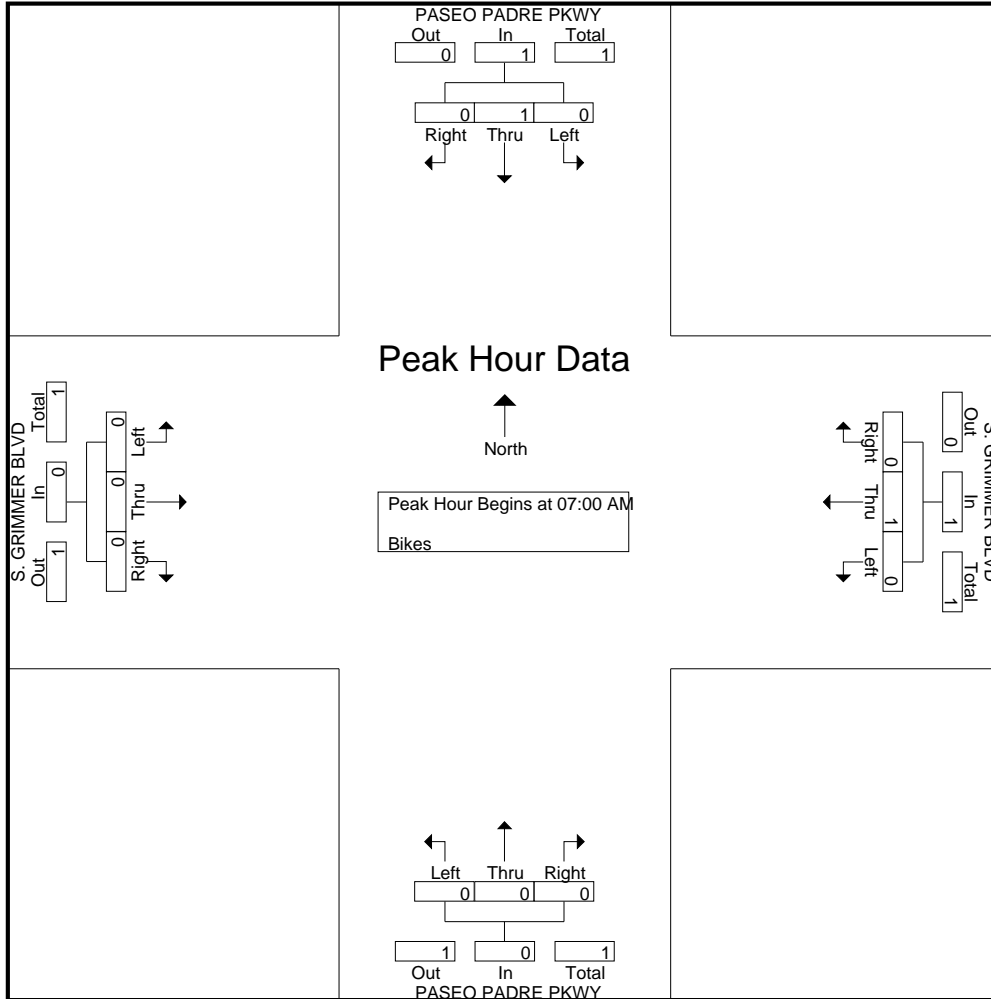 PASEO PADRE PKWY
Out In Total
0 1 1
0 1 0
Right Thru Left
Peak Hour Data
North
Peak Hour Begins at 07:00 AM
Bikes
S. GRIMMER BLVD
Out In Total
1 0 1
0 0 0
Right Thru Left
S. GRIMMER BLVD
Out In Total
0 1 1
0 1 0
Right Thru Left
Left Thru Right
0 0 0
1 0 1
Out In Total
PASEO PADRE PKWY